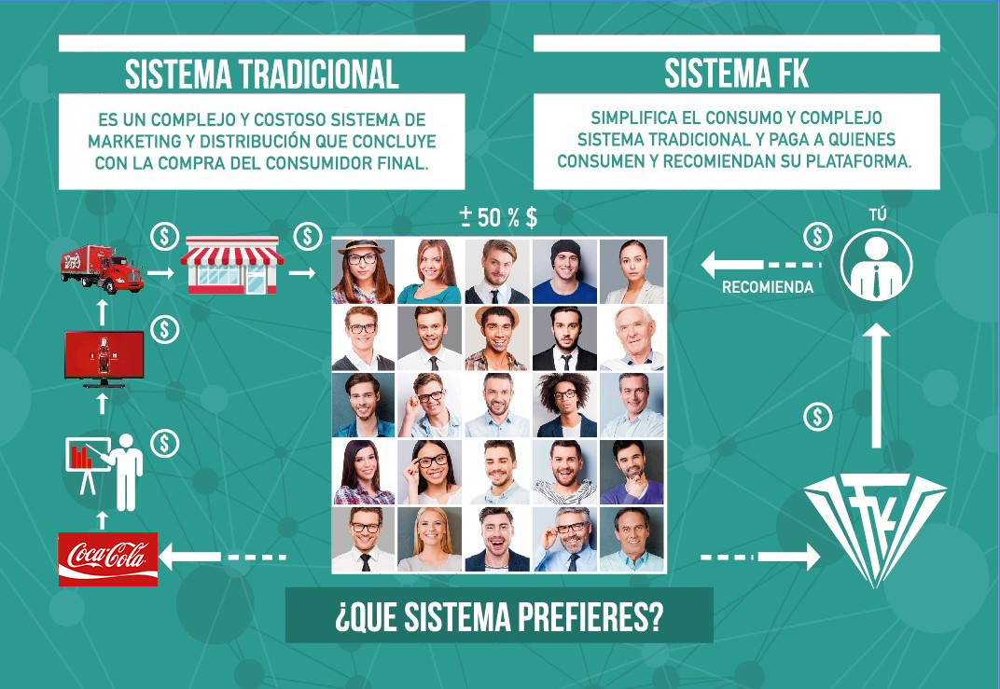 SISTEMA TRADICIONAL
ES UN COMPLEJO Y COSTOSO SISTEMA DE
MARKETING Y DISTRIBUCIÓN QUE CONCLUYE
CON LA COMPRA DEL CONSUMIDOR FINAL.
SISTEMA FK
SIMPLIFICA EL CONSUMO Y COMPLEJO
SISTEMA TRADICIONAL Y PAGA A QUIENES
CONSUMEN Y RECOMIENDAN SU PLATAFORMA.
± 50 % $
$
$
$
$
Coca-Cola
TÚ
$
RECOMIENDA
$
FK
¿QUE SISTEMA PREFIERES?